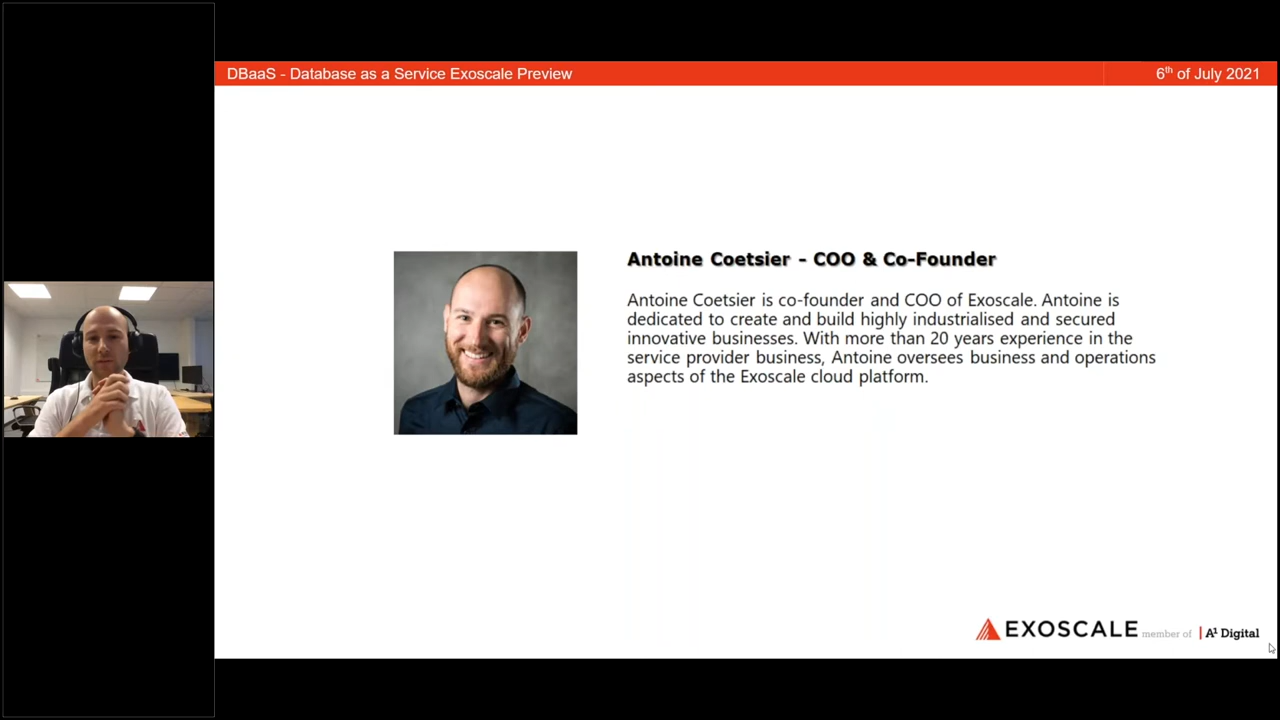 DBaaS - Database as a Service Exoscale Preview
6th of July 2021
Antoine Coetsier - COO & Co-Founder
Antoine Coetsier is co-founder and COO of Exoscale. Antoine is
dedicated to create and build highly industrialised and secured
innovative businesses. With more than 20 years experience in the
service provider business, Antoine oversees business and operations
aspects of the Exoscale cloud platform.
EXOSCALE member of A1 Digital